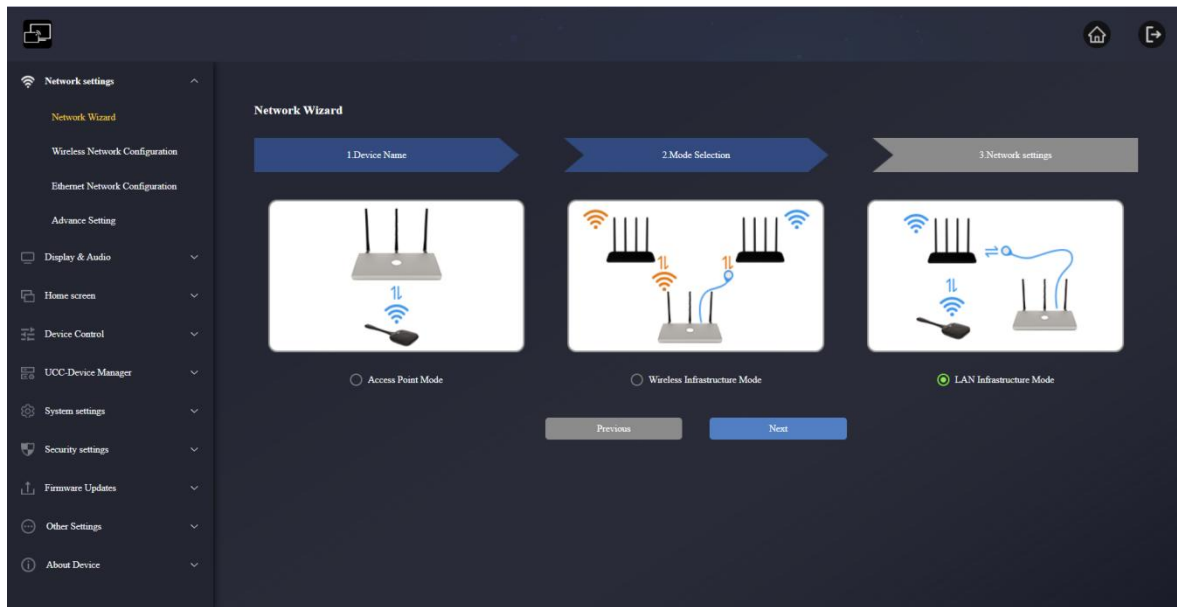 Network settings
Network Wizard
Wireless Network Configuration
Ethernet Network Configuration
Advance Setting
Display & Audio
Home screen
Device Control
UCC-Device Manager
System settings
Security settings
Firmware Updates
Other Settings
About Device
Network Wizard
1.Device Name
2.Mode Selection
3.Network settings
Access Point Mode
Wireless Infrastructure Mode
LAN Infrastructure Mode
Previous
Next